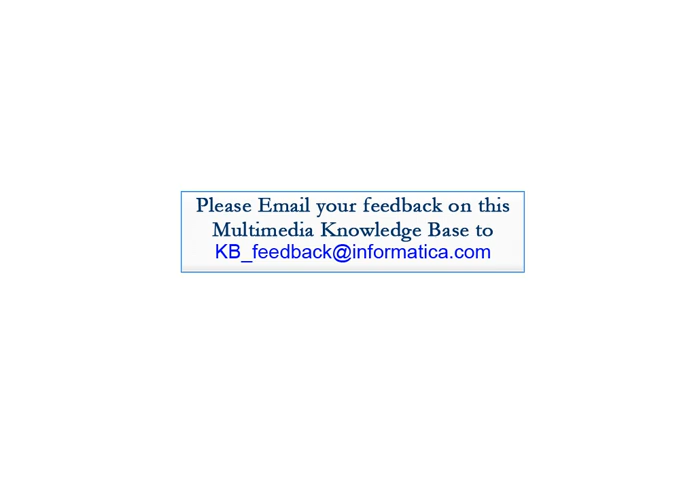 Please Email your feedback on this
Multimedia Knowledge Base to
KB_feedback@informatica.com